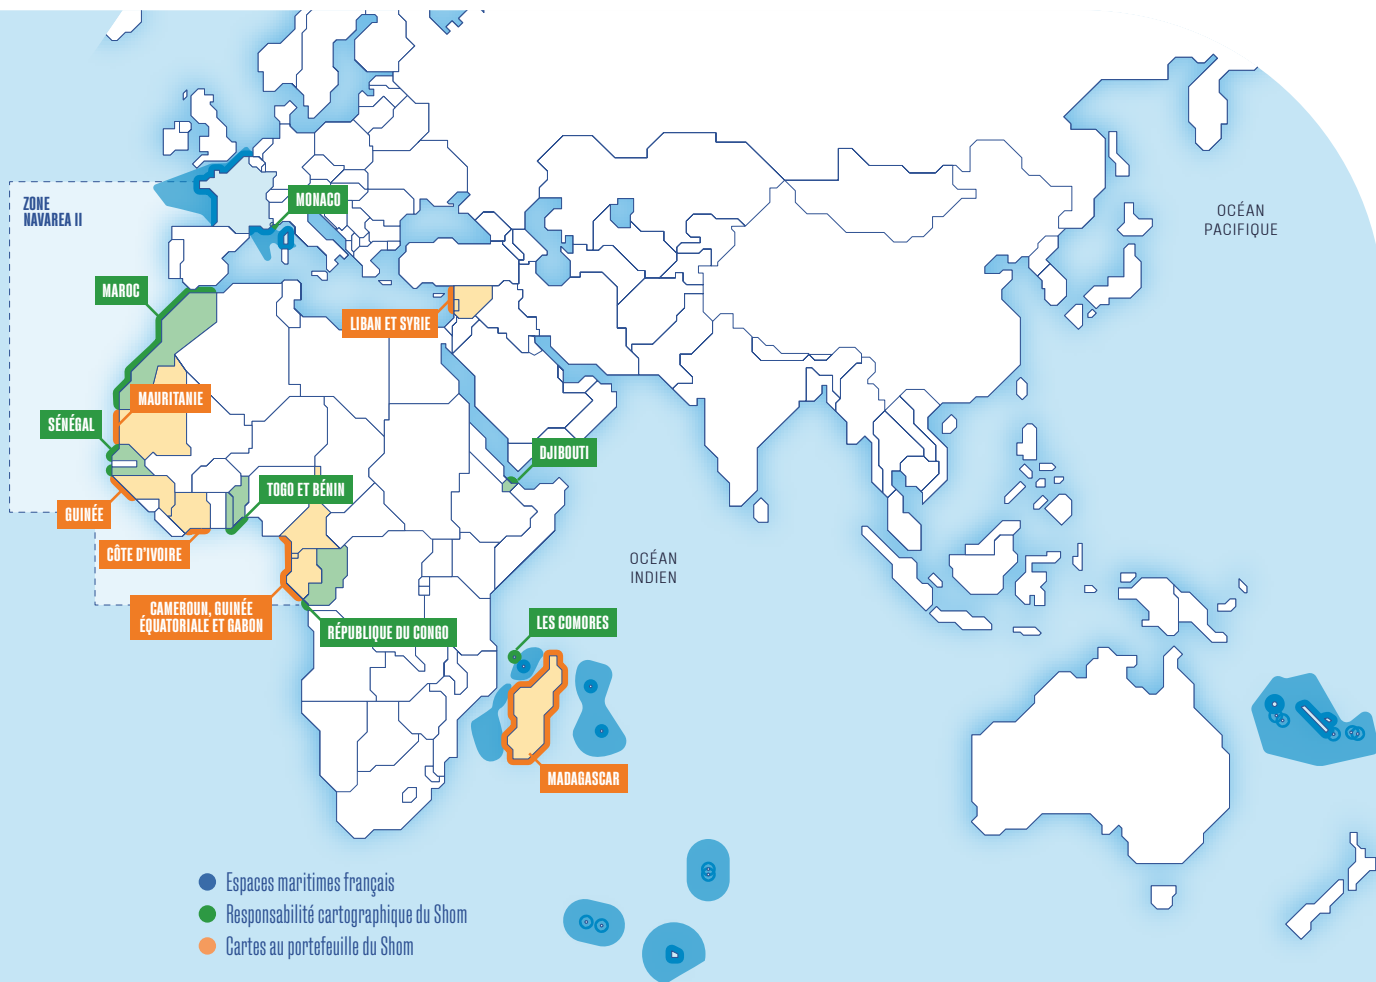 MONACO
ZONE
NAVAREA II
OCÉAN
PACIFIQUE
MAROC
LIBAN ET SYRIE
MAURITANIE
SÉNÉGAL
DJIBOUTI
TOGO ET BÉNIN
GUINÉE
CÔTE D'IVOIRE
OCÉAN
INDIEN
CAMEROUN, GUINÉE
ÉQUATORIALE ET GABON
RÉPUBLIQUE DU CONGO
LES COMORES
MADAGASCAR
Espaces maritimes français
Responsabilité cartographique du Shom
Cartes au portefeuille du Shom